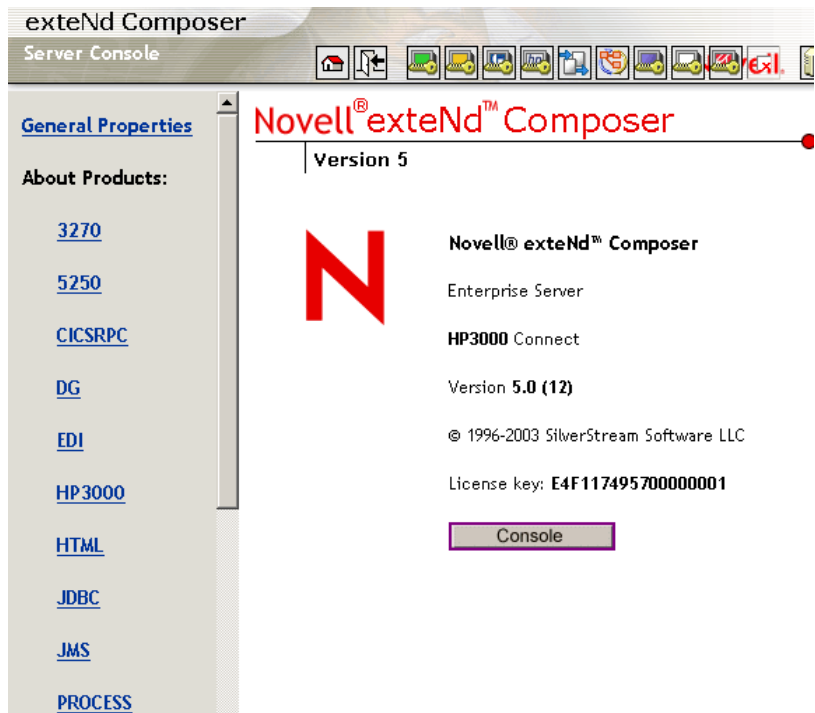 exteNd Composer
Server Console
General Properties
About Products:
3270
5250
CICSRPC
DG
EDI
HP3000
HTML
JDBC
JMS
PROCESS
Novell® exteNd™ Composer
Version 5
N
Novell® exteNd™ Composer
Enterprise Server
HP3000 Connect
Version 5.0 (12)
© 1996-2003 SilverStream Software LLC
License key: E4F117495700000001
Console